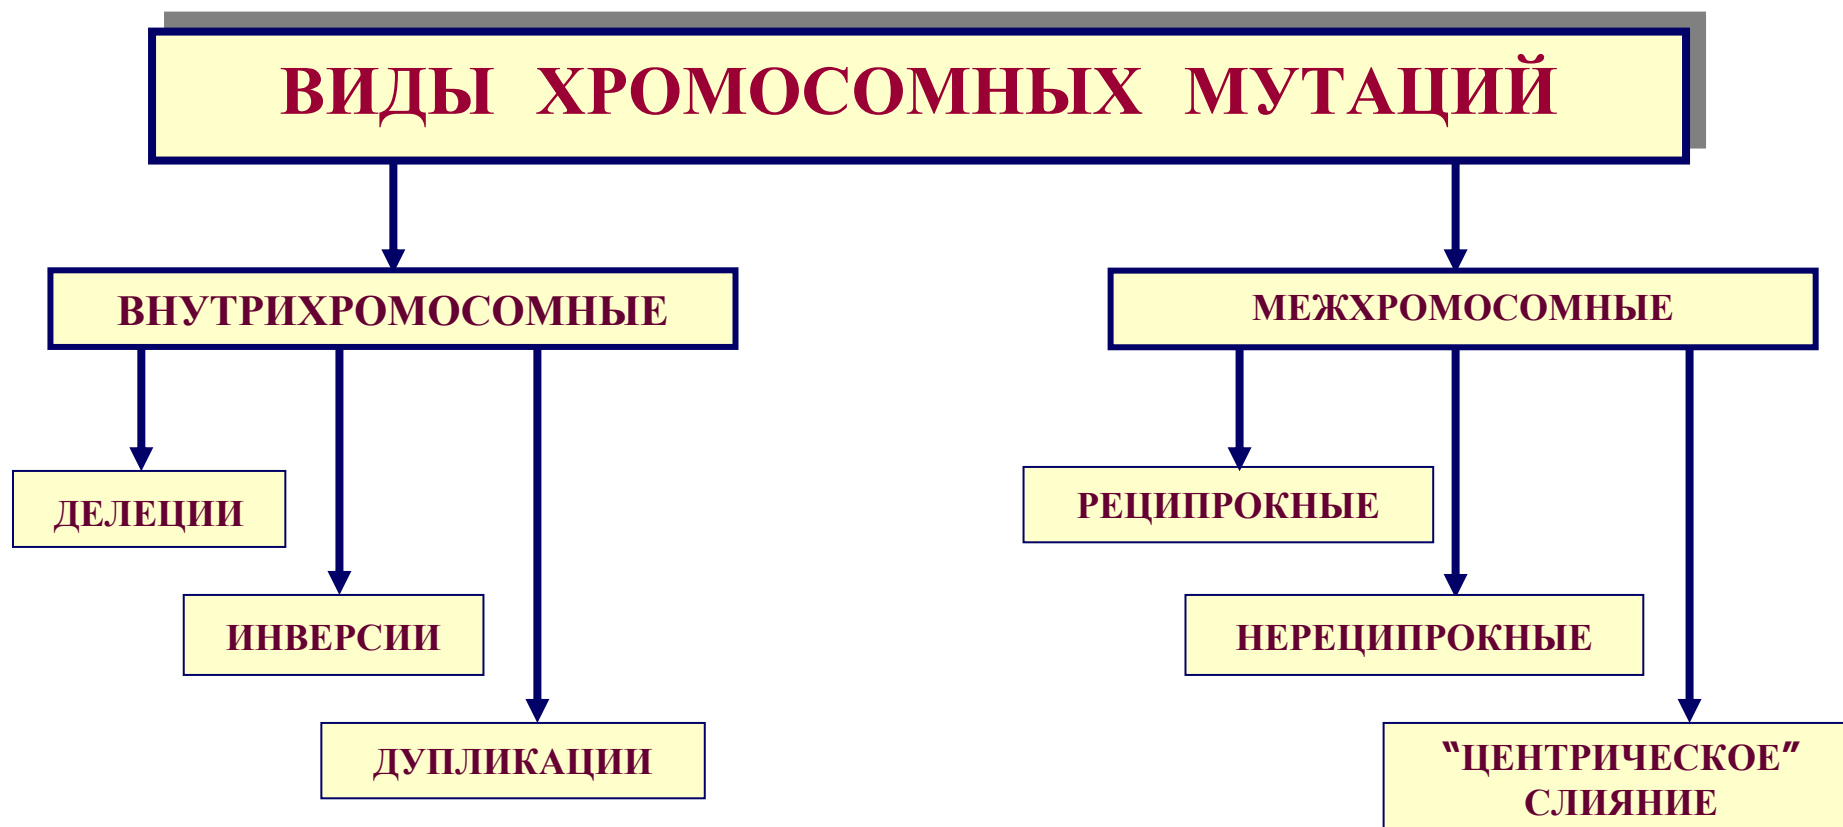 ВИДЫ ХРОМОСОМНЫХ МУТАЦИЙ
ВНУТРИХРОМОСОМНЫЕ
МЕЖХРОМОСОМНЫЕ
ДЕЛЕЦИИ
РЕЦИПРОКНЫЕ
ИНВЕРСИИ
НЕРЕЦИПРОКНЫЕ
ДУПЛИКАЦИИ
"ЦЕНТРИЧЕСКОЕ"
СЛИЯНИЕ